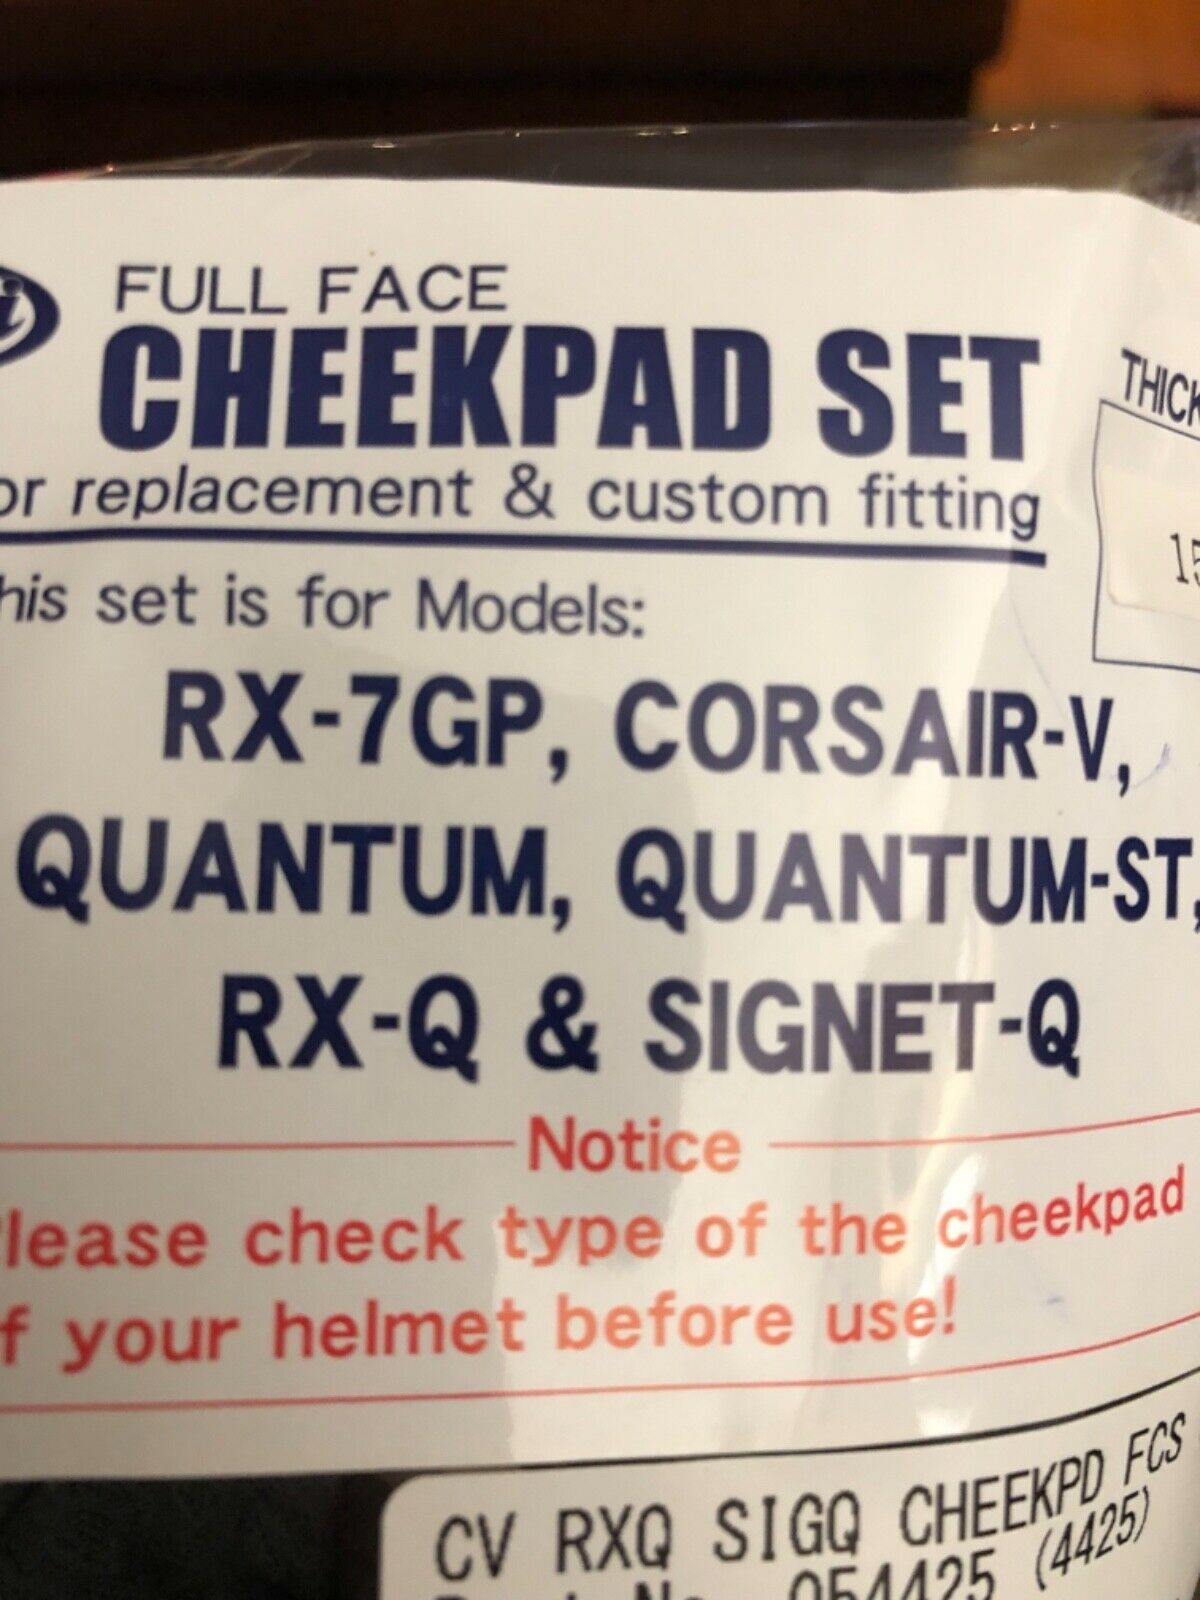 FULL FACE
CHEEKPAD SET
THICK
or replacement & custom fitting
15
his set is for Models:
RX-7GP, CORSAIR-V,
QUANTUM, QUANTUM-ST,
RX-Q & SIGNET-Q
Notice
lease check type of the cheekpad
f your helmet before use!
CV RXQ SIGQ CHEEKPD FCS
054425 (4425)